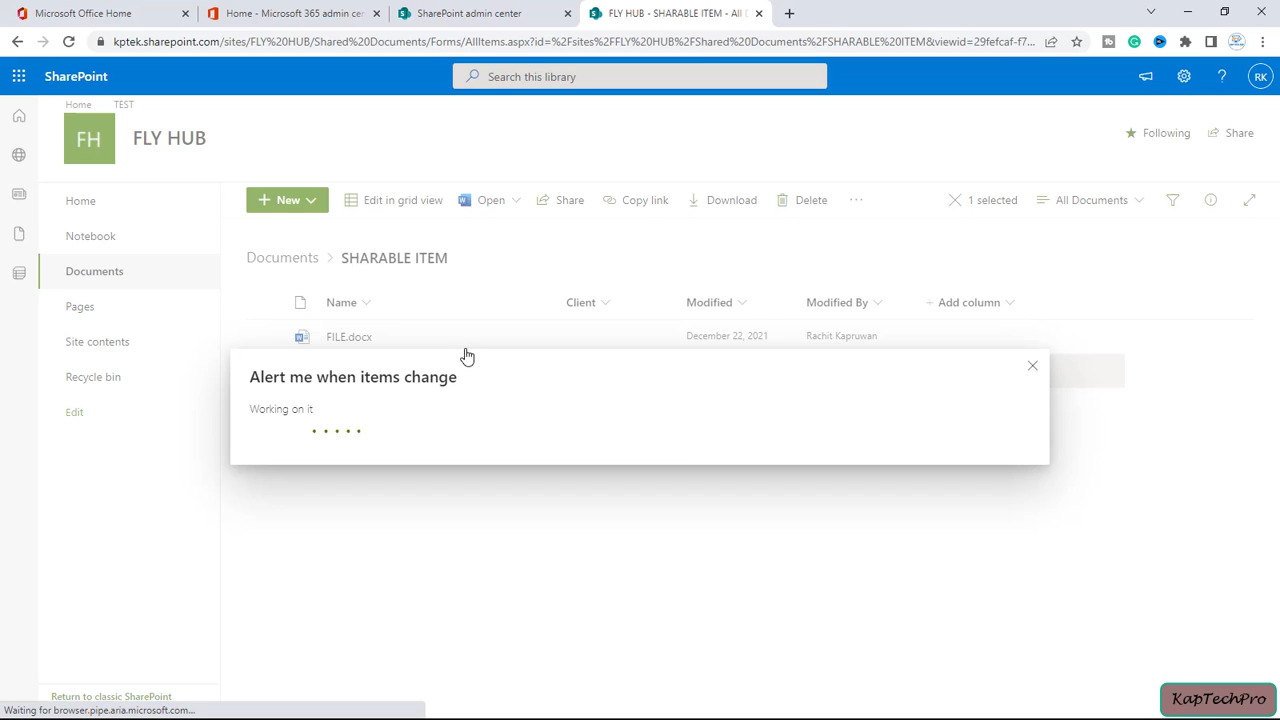 Microsoft Office Home
Home - Microsoft 365 admin cen
SharePoint admin center
FLY HUB - SHARABLE ITEM - All D
kptek.sharepoint.com/sites/FLY%20HUB/Shared%20Documents/Forms/AllItems.aspx?id=%2Fsites%2FFLY%20HUB%2FShared%20Documents%2FSHARABLE%20ITEM&viewid=29fefcaf-f7...
SharePoint
Search this library
RK
Home TEST
FH
FLY HUB
Following
Share
Home
Notebook
Documents
Pages
Site contents
Recycle bin
Edit
Return to classic SharePoint
New
Edit in grid view
Open
Share
Copy link
Download
Delete
1 selected
All Documents
Documents > SHARABLE ITEM
Name Client Modified Modified By + Add column
FILE.docx December 22, 2021 Rachit Kapruwan
Alert me when items change
Working on it
Waiting for browser.pipe.aria.microsoft.com...
KapTechPro